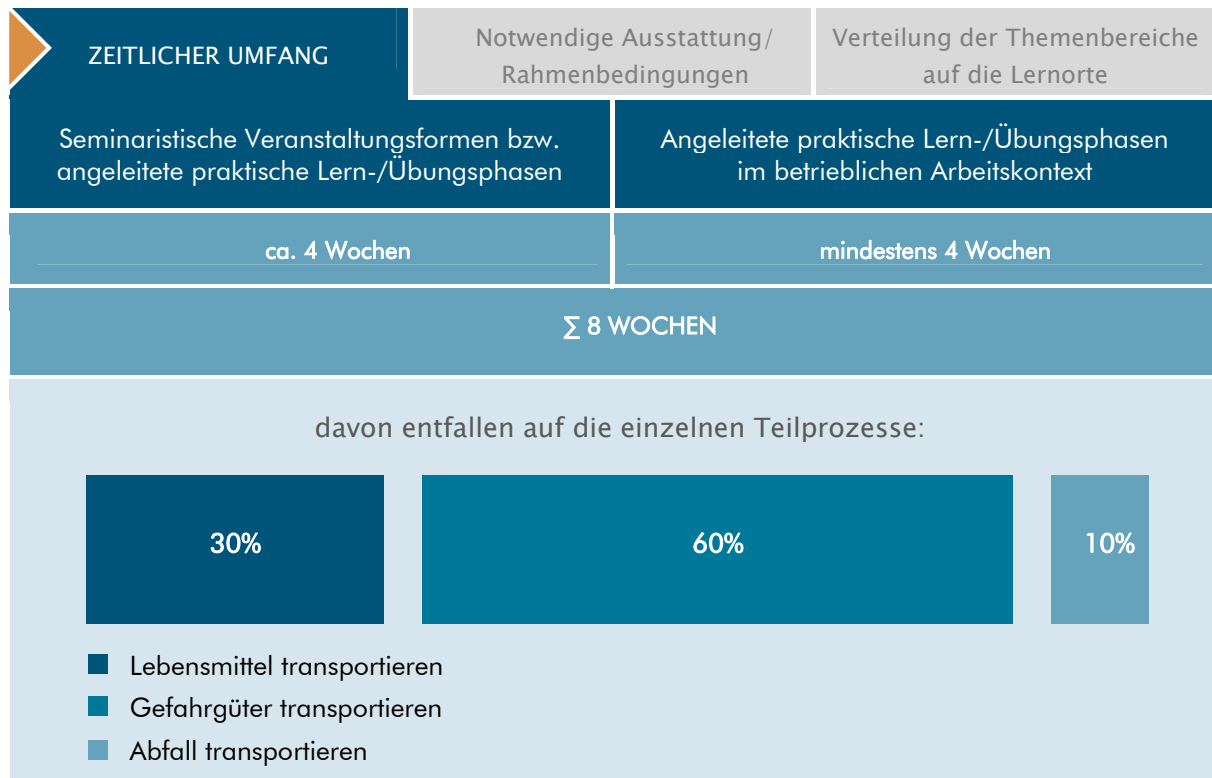 ZEITLICHER UMFANG
Notwendige Ausstattung/
Rahmenbedingungen
Verteilung der Themenbereiche
auf die Lernorte
Seminaristische Veranstaltungsformen bzw.
angeleitete praktische Lern-/Übungsphasen
Angeleitete praktische Lern-/Übungsphasen
im betrieblichen Arbeitskontext
ca. 4 Wochen
mindestens 4 Wochen
∑ 8 WOCHEN
davon entfallen auf die einzelnen Teilprozesse:
30%
60%
10%
Lebensmittel transportieren
Gefahrgüter transportieren
Abfall transportieren